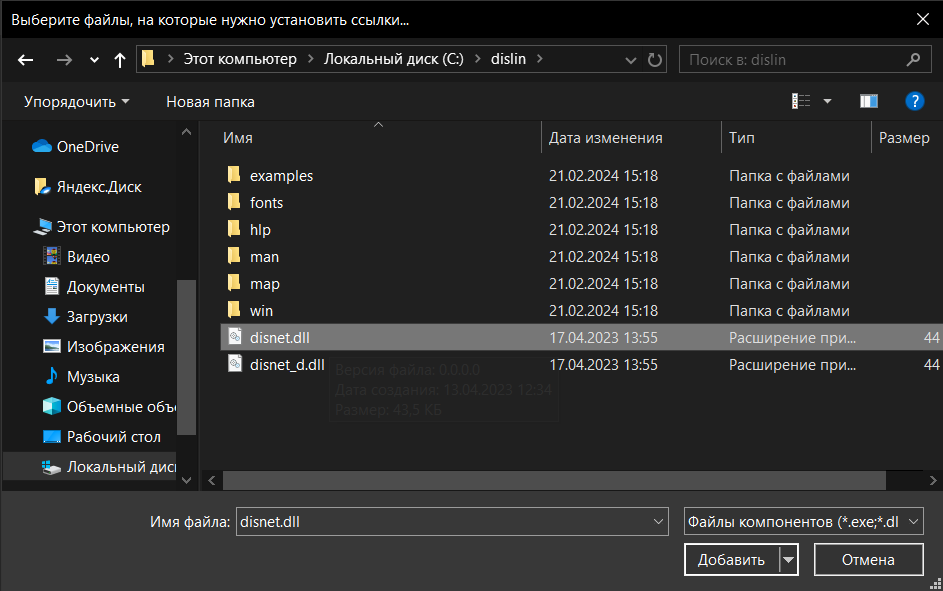 Выберите файлы, на которые нужно установить ссылки...
Этот компьютер > Локальный диск (C:) > dislin >
Поиск в: dislin
Упорядочить
Новая папка
?
OneDrive
Яндекс.Диск
Этот компьютер
Видео
Документы
Загрузки
Изображения
Музыка
Объемные объ
Рабочий стол
Локальный дис
Имя Дата изменения Тип Размер
examples 21.02.2024 15:18 Папка с файлами
fonts 21.02.2024 15:18 Папка с файлами
hlp 21.02.2024 15:18 Папка с файлами
man 21.02.2024 15:18 Папка с файлами
map 21.02.2024 15:18 Папка с файлами
win 21.02.2024 15:18 Папка с файлами
disnet.dll 17.04.2023 13:55 Расширение при... 44
disnet_d.dll 17.04.2023 13:55 Расширение при... 44
Версия файла: 0.0.0.0
Дата создания: 13.04.2023 12:34
Размер: 43,5 КБ
Имя файла: disnet.dll
Файлы компонентов (*.exe;*.dl
Добавить
Отмена